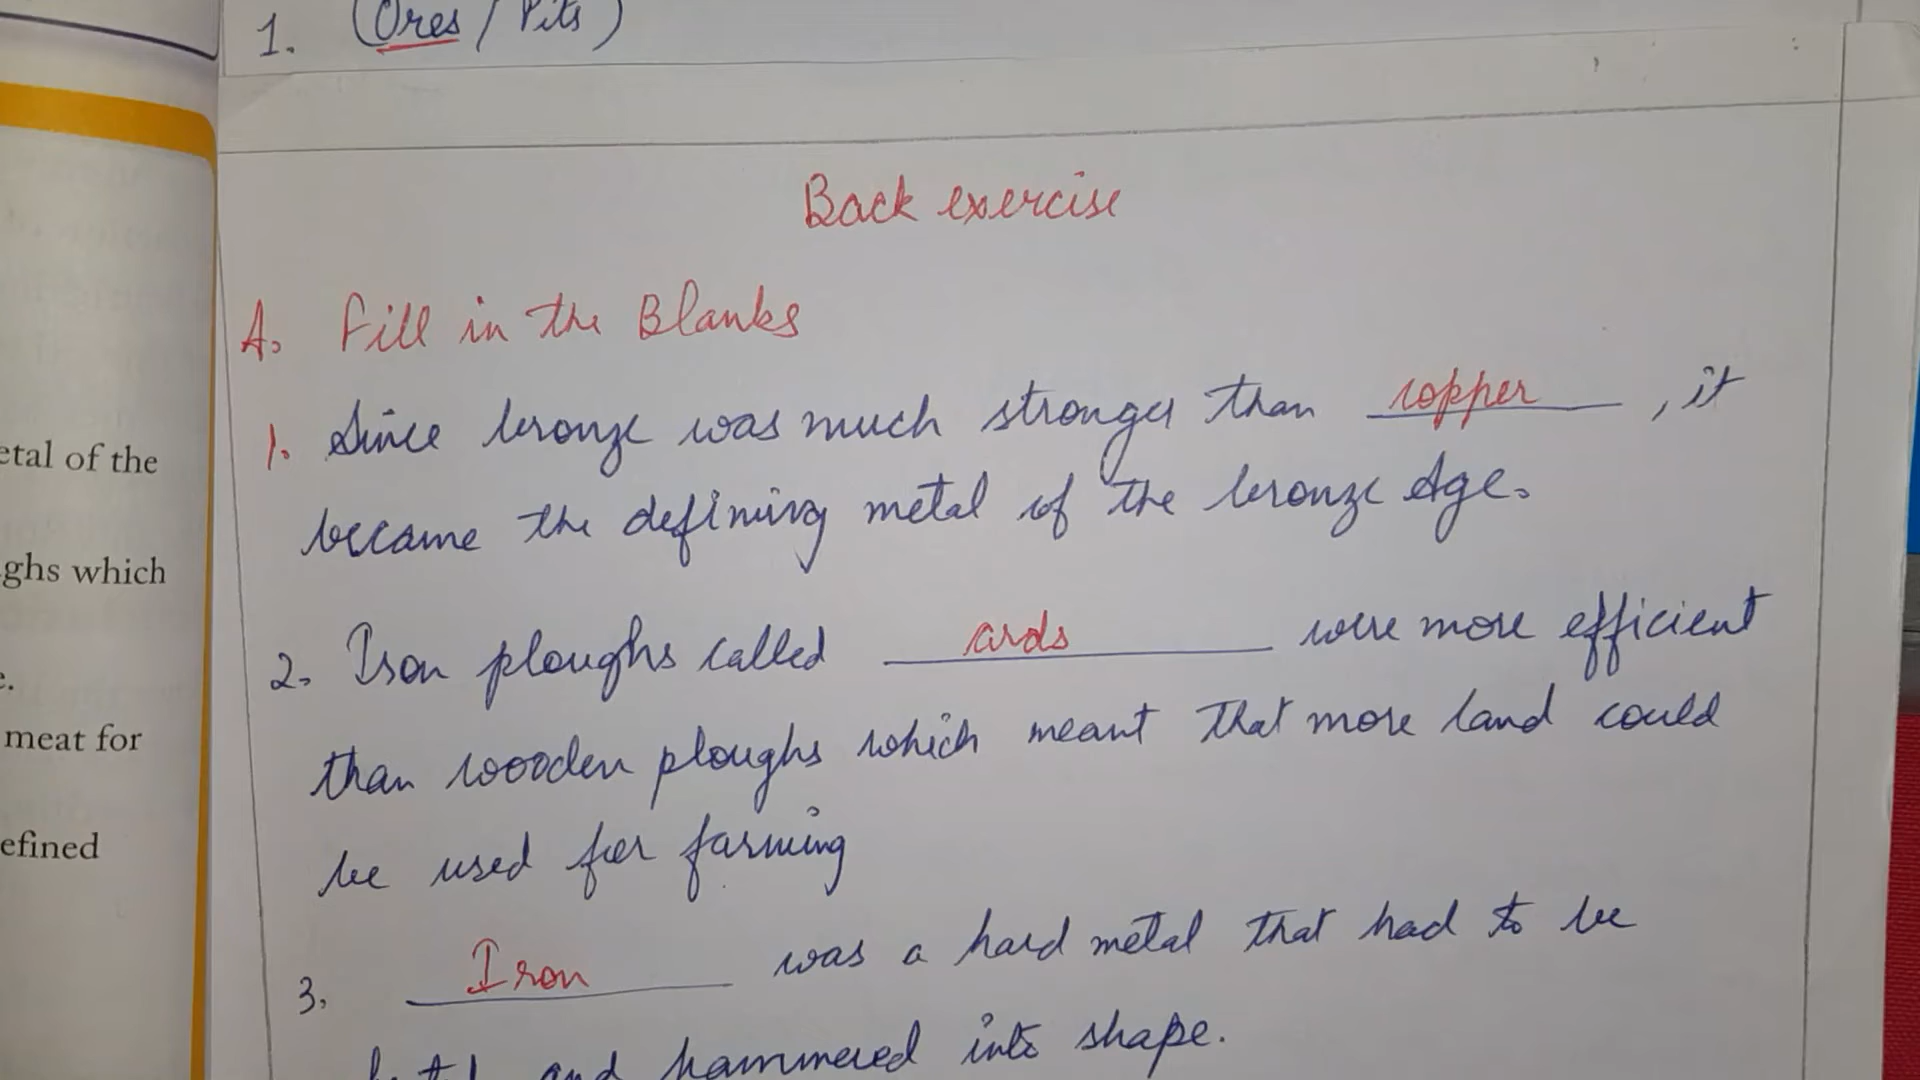 1. (Ores / Pits)
etal of the
ghs which
e.
meat for
efined
Back exercise
A. Fill in the Blanks
1. Since bronze was much stronger than copper, it
became the defining metal of the bronze Age.
2. Iron ploughs called ards were more efficient
than wooden ploughs which meant that more land could
be used for farming
3. Iron was a hard metal that had to be
and hammered into shape.